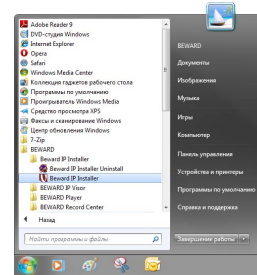 Adobe Reader 9
DVD-студия Windows
Internet Explorer
Opera
Safari
Windows Media Center
Коллекция гаджетов рабочего стола
Программы по умолчанию
Проигрыватель Windows Media
Средство просмотра XPS
Факсы и сканирование Windows
Центр обновления Windows
7-Zip
BEWARD
Beward IP Installer
Beward IP Installer Uninstall
Beward IP Installer
BEWARD IP Visor
BEWARD Player
BEWARD Record Center
Назад
Найти программы и файлы
BEWARD
Документы
Изображения
Музыка
Игры
Компьютер
Панель управления
Устройства и принтеры
Программы по умолчанию
Справка и поддержка
Завершение работы